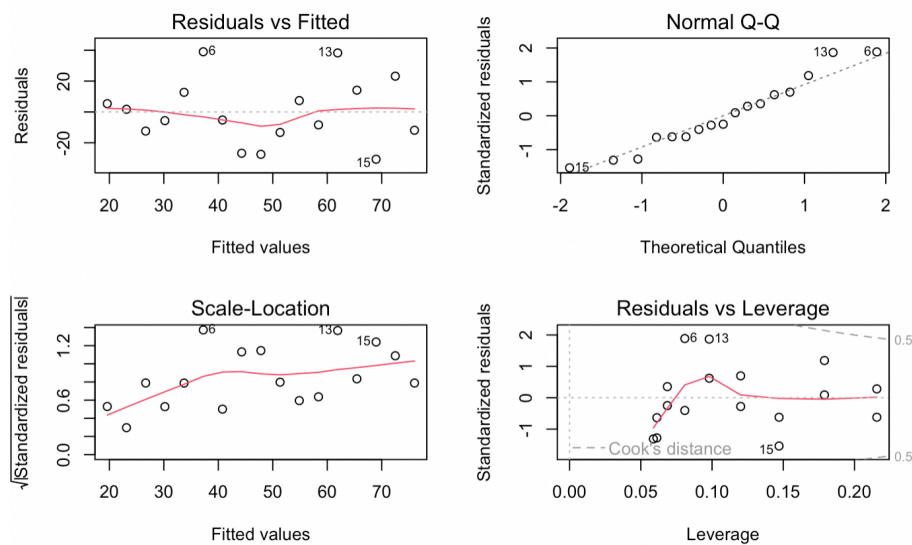 Residuals vs Fitted
Residuals
20
-20
6
13
15
20 30 40 50 60 70
Fitted values
Normal Q-Q
Standardized residuals
2
1
0
-1
13
6
15
-2 -1 0 1 2
Theoretical Quantiles
Scale-Location
√|Standardized residuals|
1.2
0.6
0.0
6
13
15
20 30 40 50 60 70
Fitted values
Residuals vs Leverage
Standardized residuals
2
1
0
-1
6
13
0.5
Cook's distance
15
0.5
0.00 0.05 0.10 0.15 0.20
Leverage